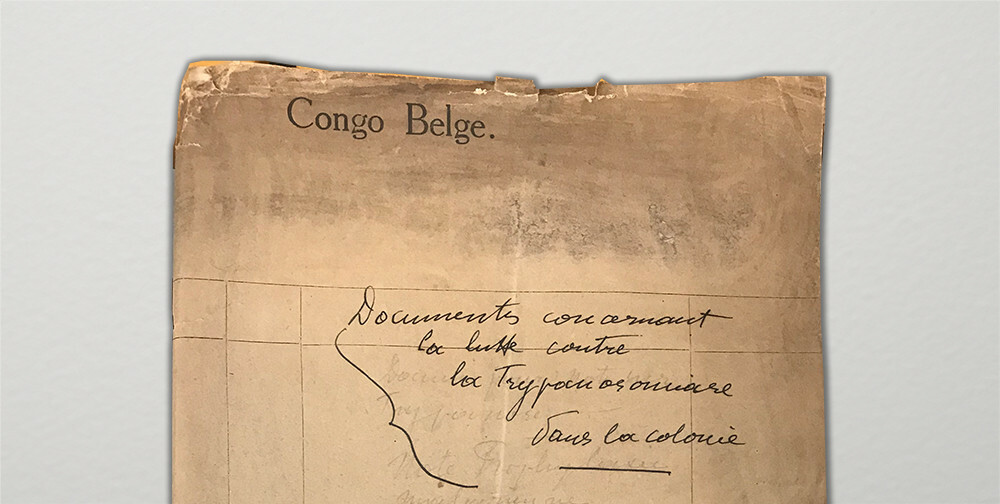 Congo Belge.
Documents concernant
la lutte contre
la Trypanosomiase
dans la colonie